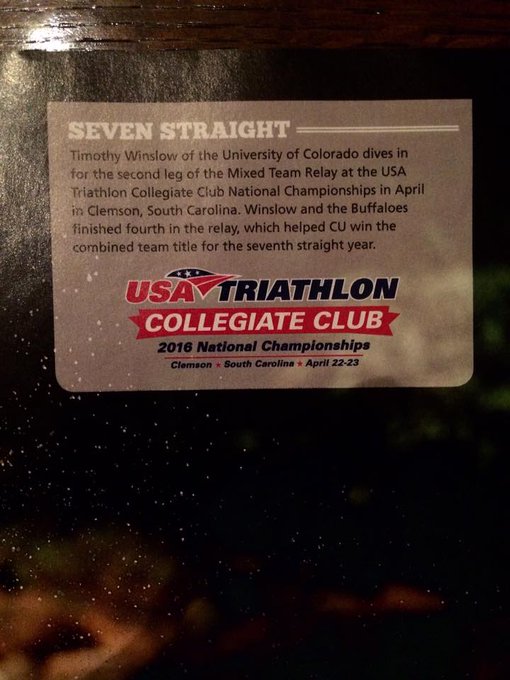 SEVEN STRAIGHT
Timothy Winslow of the University of Colorado dives in
for the second leg of the Mixed Team Relay at the USA
Triathlon Collegiate Club National Championships in April
in Clemson, South Carolina. Winslow and the Buffaloes
finished fourth in the relay, which helped CU win the
combined team title for the seventh straight year.
USA TRIATHLON
COLLEGIATE CLUB
2016 National Championships
Clemson ★ South Carolina ★ April 22-23